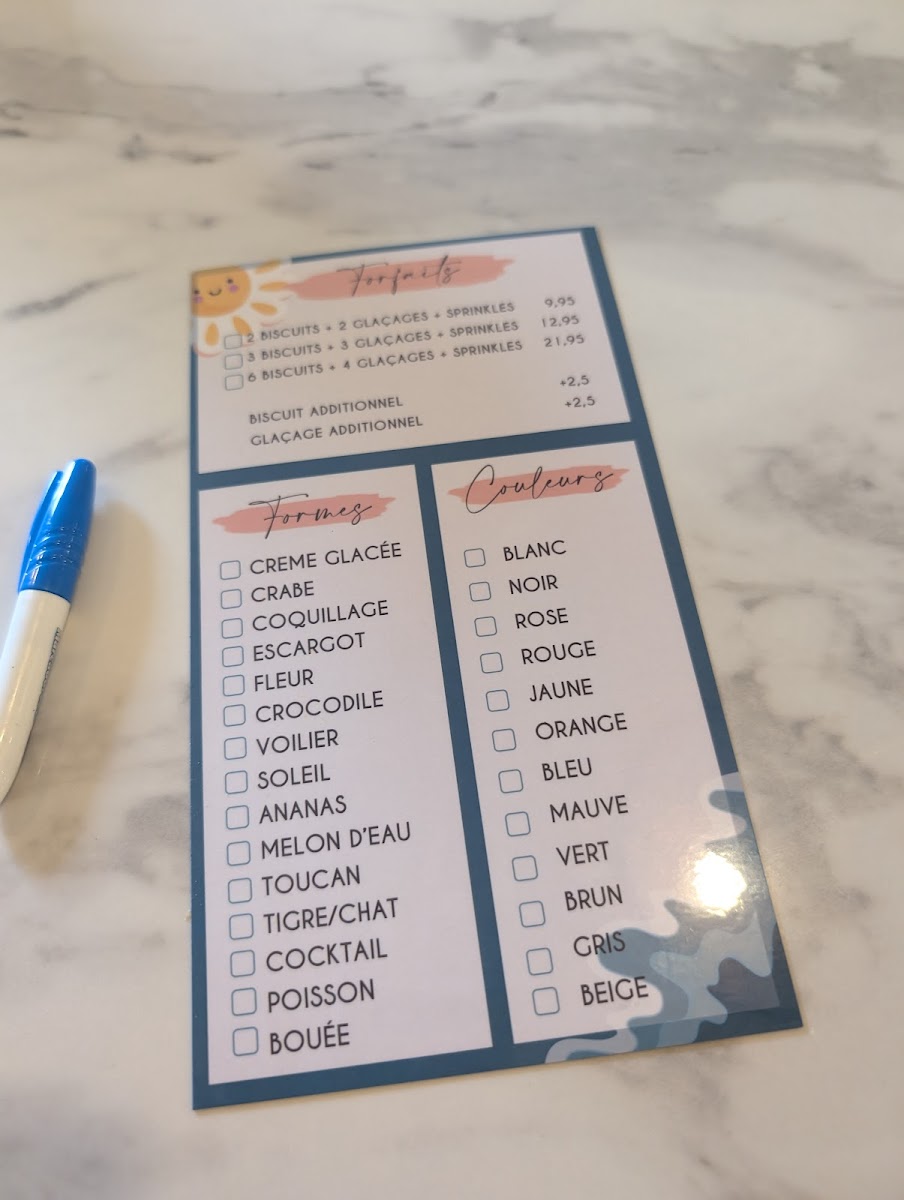 Forfaits
2 BISCUITS + 2 GLAÇAGES + SPRINKLES 9,95
3 BISCUITS + 3 GLAÇAGES + SPRINKLES 12,95
6 BISCUITS + 4 GLAÇAGES + SPRINKLES 21,95
BISCUIT ADDITIONNEL +2,5
GLAÇAGE ADDITIONNEL +2,5
Formes
CREME GLACÉE
CRABE
COQUILLAGE
ESCARGOT
FLEUR
CROCODILE
VOILIER
SOLEIL
ANANAS
MELON D'EAU
TOUCAN
TIGRE/CHAT
COCKTAIL
POISSON
BOUÉE
Couleurs
BLANC
NOIR
ROSE
ROUGE
JAUNE
ORANGE
BLEU
MAUVE
VERT
BRUN
GRIS
BEIGE